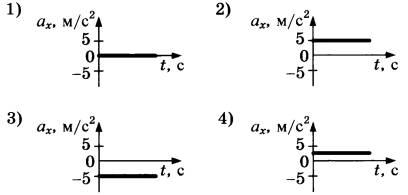 1)
aₓ, м/с²
5
0
−5
t, с
2)
aₓ, м/с²
5
0
−5
t, с
3)
aₓ, м/с²
5
0
−5
t, с
4)
aₓ, м/с²
5
0
−5
t, с